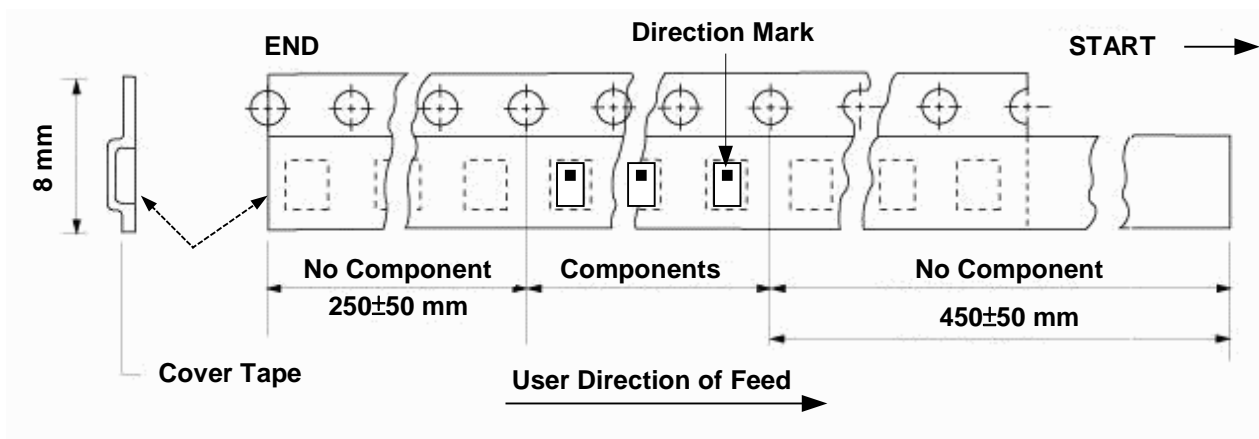 Direction Mark
END
START
8 mm
No Component
Components
No Component
250±50 mm
450±50 mm
Cover Tape
User Direction of Feed